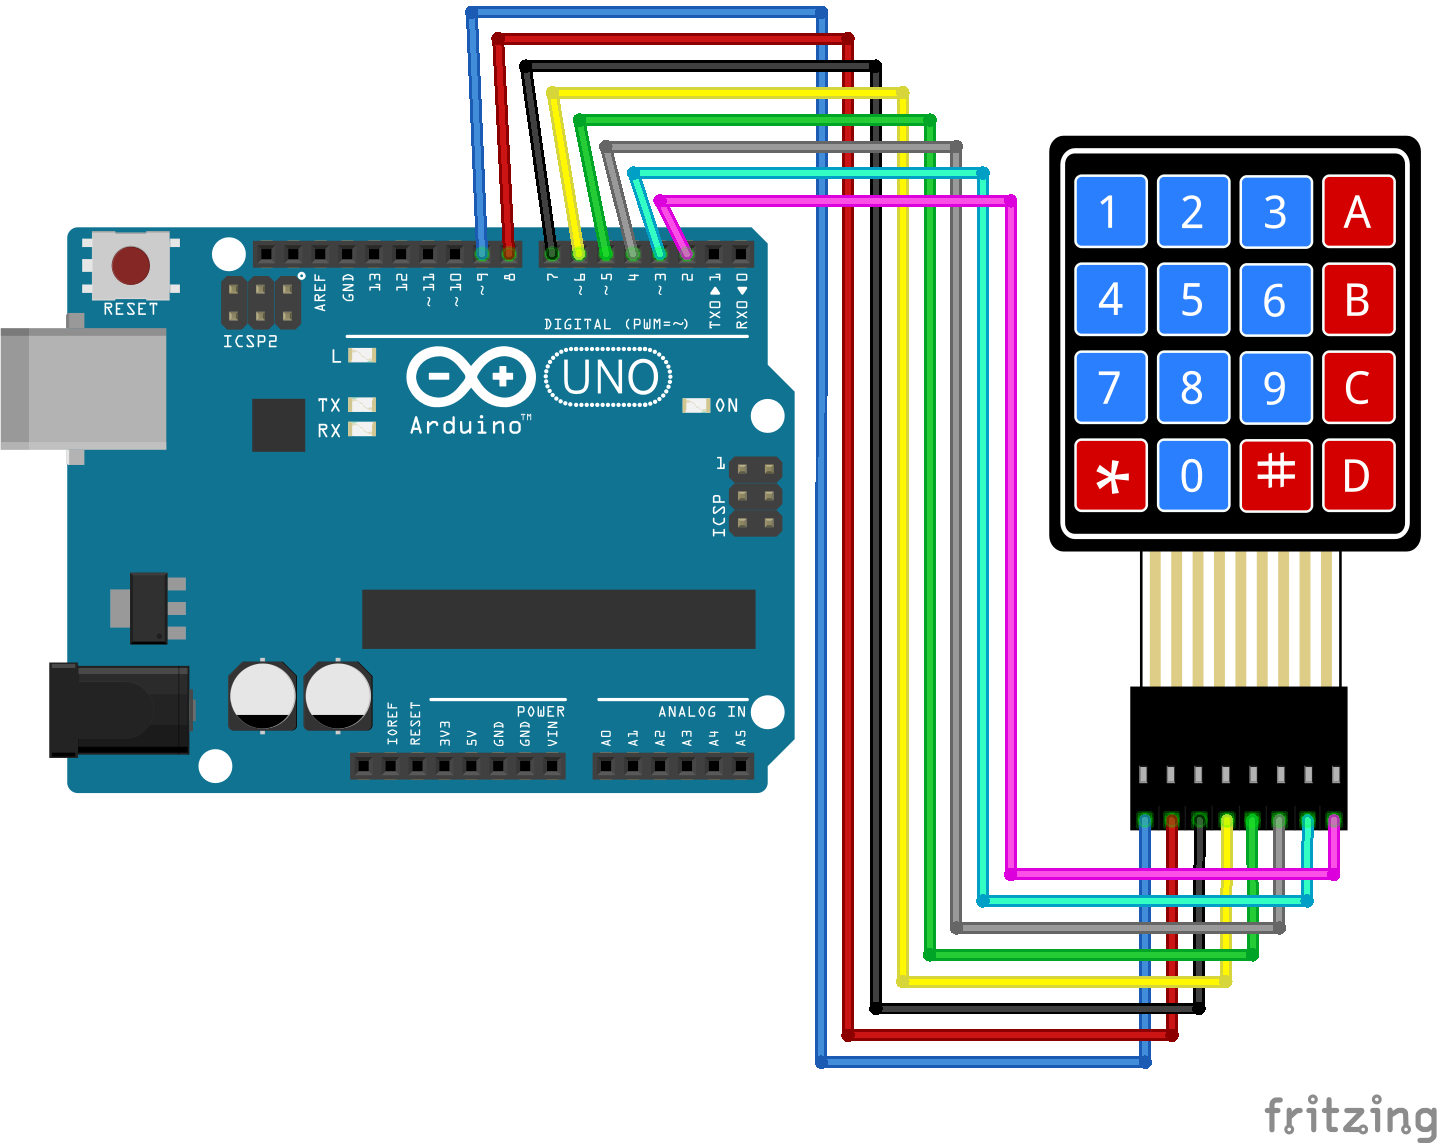 RESET
ICSP2
AREF
GND
13
12
~11
~10
~9
8
7
~6
~5
4
~3
2
TX0▶1
RX0◀0
DIGITAL (PWM=~)
L
TX
RX
Arduino™
UNO
ON
1
ICSP
1 2 3 A
4 5 6 B
7 8 9 C
* 0 # D
POWER
ANALOG IN
IOREF
RESET
3V3
5V
GND
GND
VIN
A0
A1
A2
A3
A4
A5
fritzing